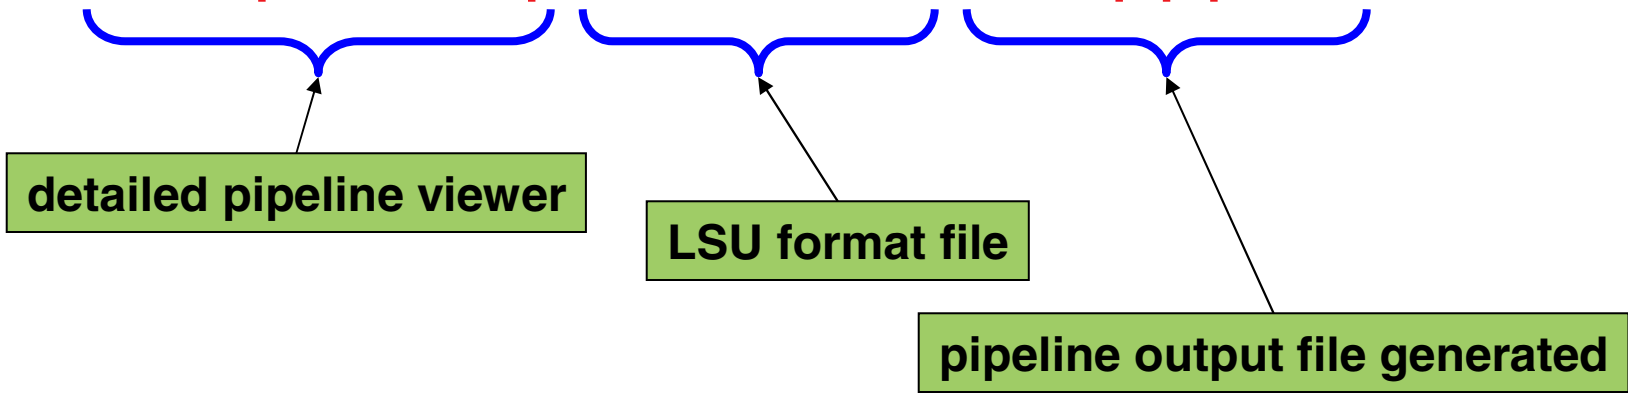 detailed pipeline viewer
LSU format file
pipeline output file generated